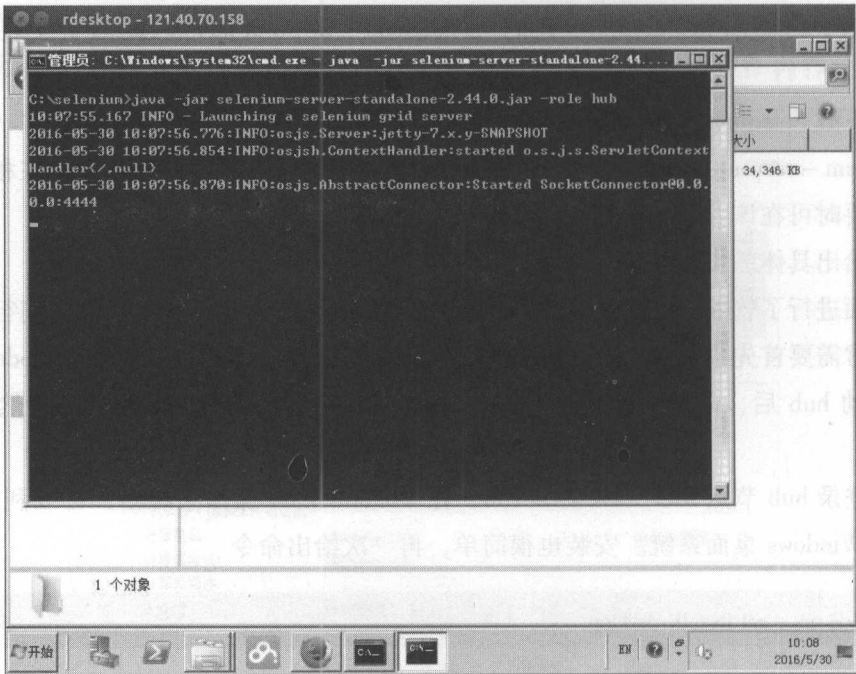 rdesktop - 121.40.70.158
管理员: C:\Windows\system32\cmd.exe - java -jar selenium-server-standalone-2.44....
C:\selenium>java -jar selenium-server-standalone-2.44.0.jar -role hub
10:07:55.167 INFO - Launching a selenium grid server
2016-05-30 10:07:56.776:INFO:osjs.Server:jetty-7.x.y-SNAPSHOT
2016-05-30 10:07:56.854:INFO:osjsh.ContextHandler:started o.s.j.s.ServletContext
Handler{/,null}
2016-05-30 10:07:56.870:INFO:osjs.AbstractConnector:Started SocketConnector@0.0.
0.0:4444
大小
34,346 KB
1 个对象
开始
C:\_
C:\_
EN
10:08
2016/5/30